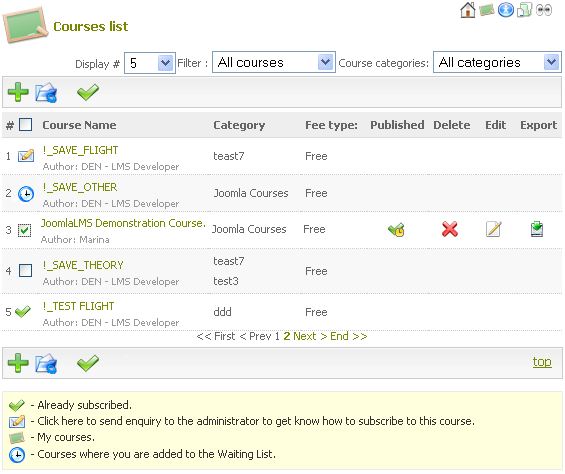 Courses list
Display # 5 Filter : All courses Course categories: All categories
# Course Name Category Fee type: Published Delete Edit Export
1 !_SAVE_FLIGHT teast7 Free
Author: DEN - LMS Developer
2 !_SAVE_OTHER Joomla Courses Free
Author: DEN - LMS Developer
3 JoomlaLMS Demonstration Course. Joomla Courses Free
Author: Marina
4 !_SAVE_THEORY teast7 Free
Author: DEN - LMS Developer test3
5 !_TEST FLIGHT ddd Free
Author: DEN - LMS Developer
<< First < Prev 1 2 Next > End >>
top
- Already subscribed.
- Click here to send enquiry to the administrator to get know how to subscribe to this course.
- My courses.
- Courses where you are added to the Waiting List.